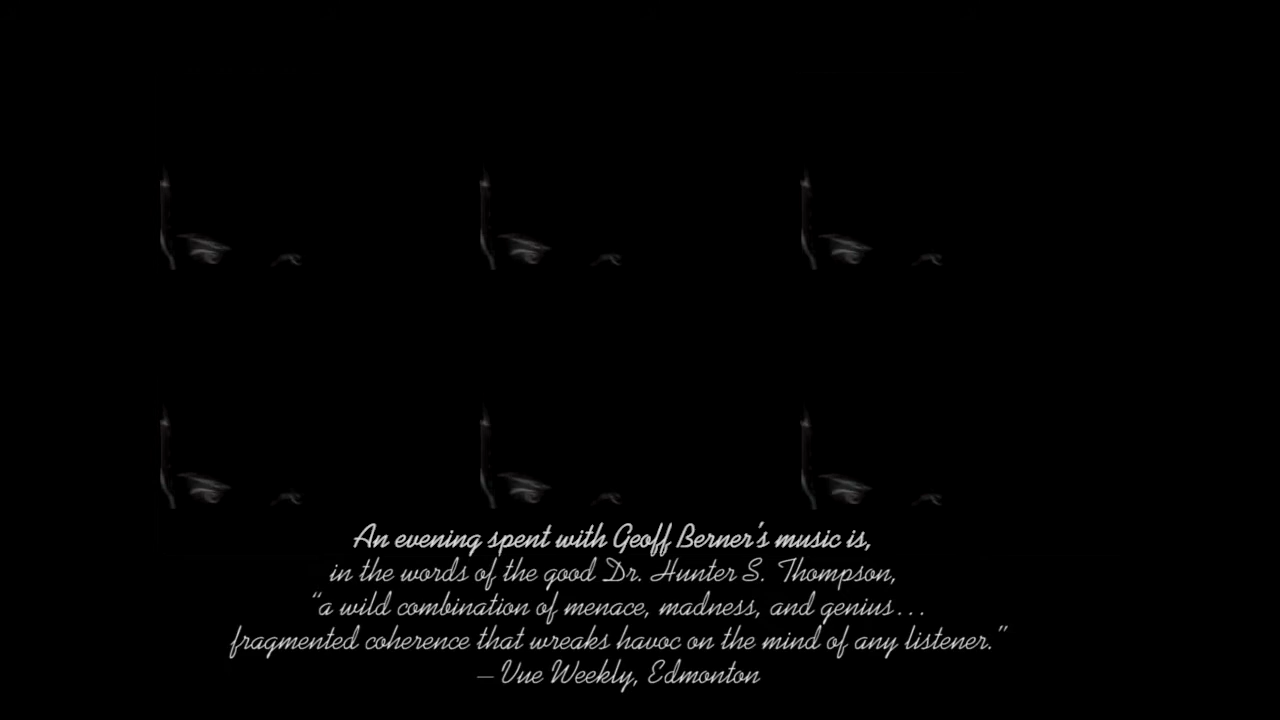 An evening spent with Geoff Berner's music is,
in the words of the good Dr. Hunter S. Thompson,
“a wild combination of menace, madness, and genius...
fragmented coherence that wreaks havoc on the mind of any listener.”
– Vue Weekly, Edmonton